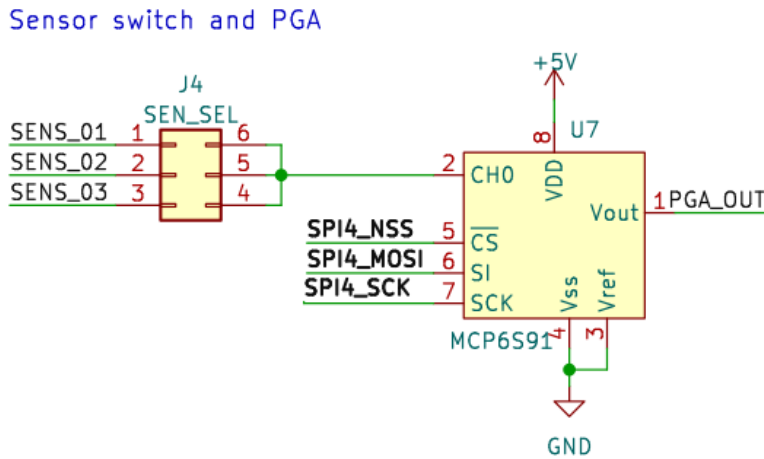 Sensor switch and PGA
+5V
J4
SEN_SEL
U7
SENS_01 1 6
SENS_02 2 5
SENS_03 3 4
8
VDD
2 CH0
Vout 1 PGA_OUT
SPI4_NSS 5 CS
SPI4_MOSI 6 SI
SPI4_SCK 7 SCK
Vss Vref
MCP6S91 4 3
GND